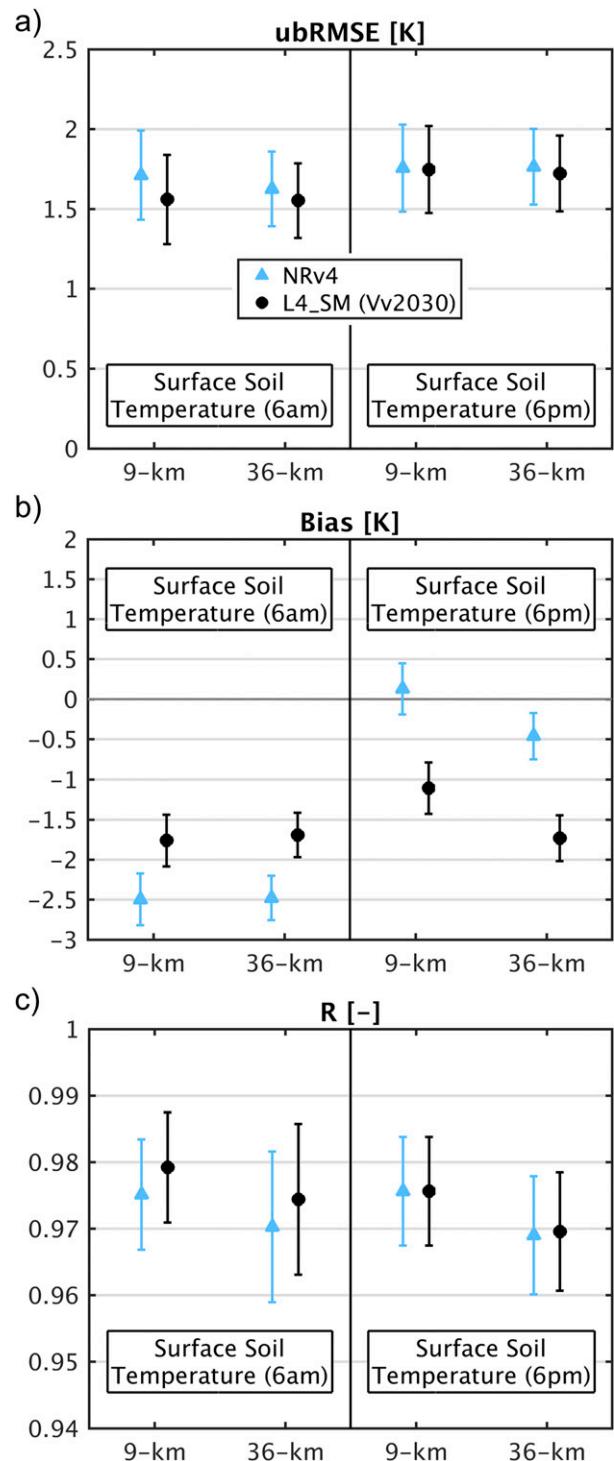 a)
ubRMSE [K]
2.5
2
1.5
1
0.5
0
NRv4
L4_SM (Vv2030)
Surface Soil
Temperature (6am)
Surface Soil
Temperature (6pm)
9-km
36-km
9-km
36-km
b)
Bias [K]
2
1.5
1
0.5
0
-0.5
-1
-1.5
-2
-2.5
-3
Surface Soil
Temperature (6am)
Surface Soil
Temperature (6pm)
9-km
36-km
9-km
36-km
c)
R [-]
1
0.99
0.98
0.97
0.96
0.95
0.94
Surface Soil
Temperature (6am)
Surface Soil
Temperature (6pm)
9-km
36-km
9-km
36-km